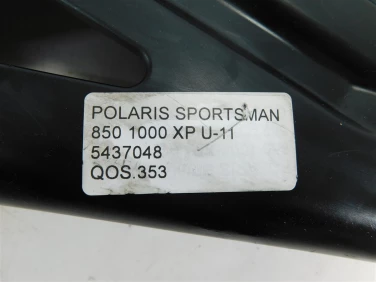 POLARIS SPORTSMAN
850 1000 XP U-11
5437048
QOS.353